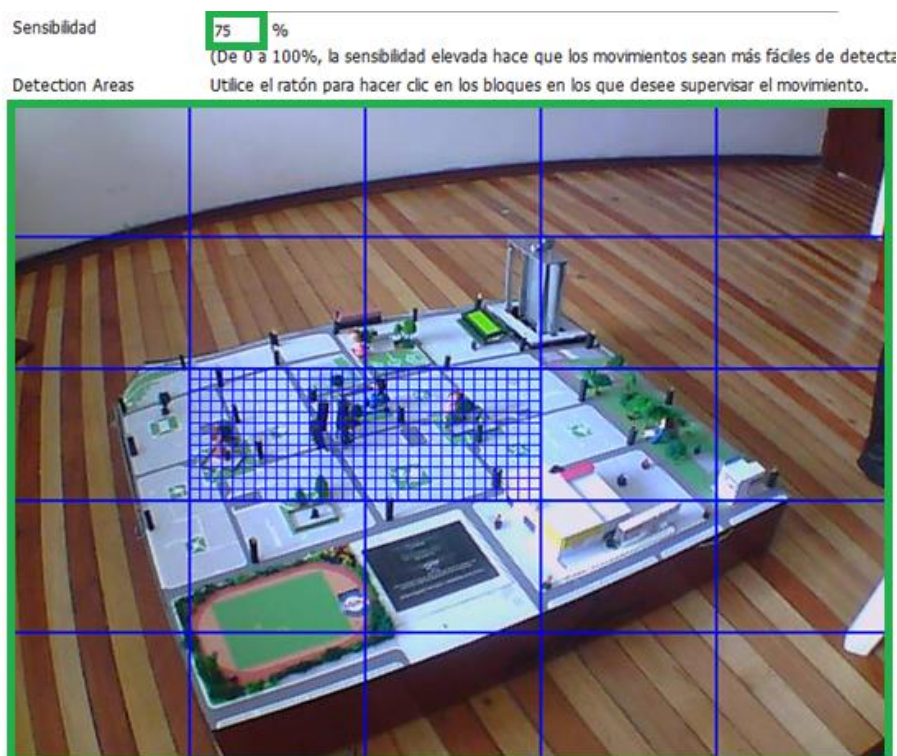 Sensibilidad 75 %
(De 0 a 100%, la sensibilidad elevada hace que los movimientos sean más fáciles de detecta
Detection Areas Utilice el ratón para hacer clic en los bloques en los que desee supervisar el movimiento.